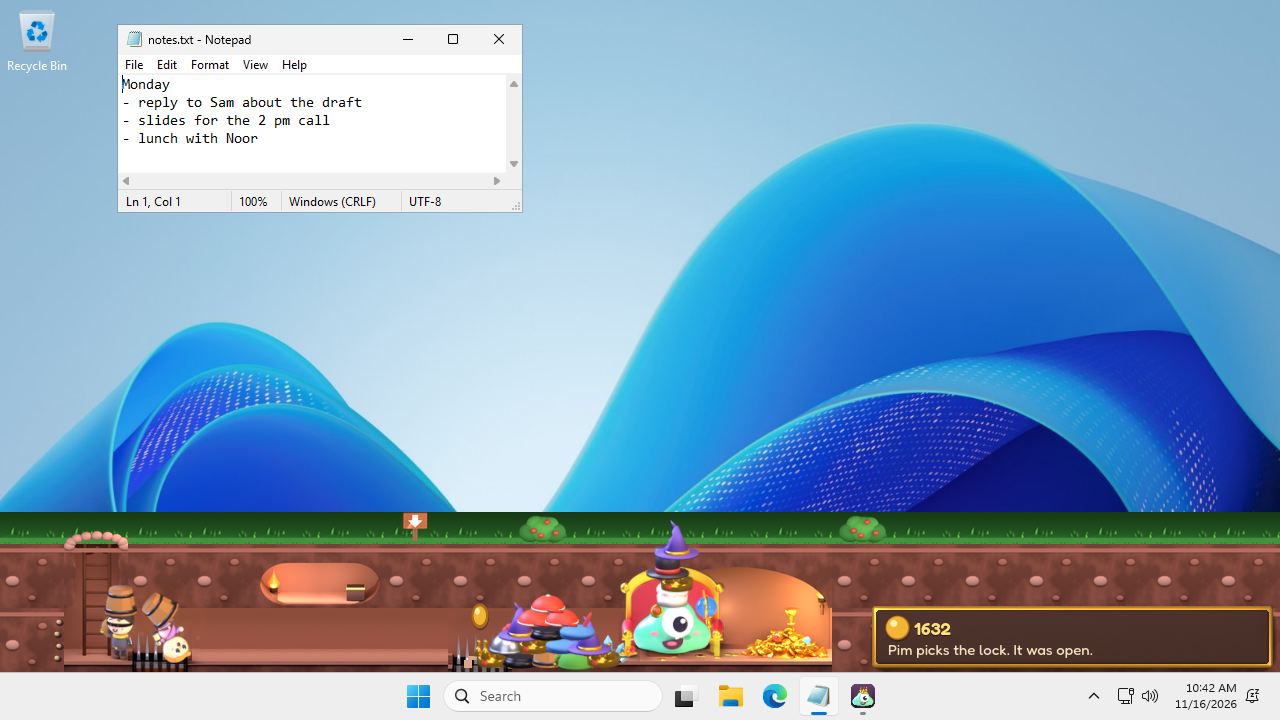 Recycle Bin
notes.txt - Notepad
File Edit Format View Help
Monday
- reply to Sam about the draft
- slides for the 2 pm call
- lunch with Noor
Ln 1, Col 1 100% Windows (CRLF) UTF-8
1632
Pim picks the lock. It was open.
Search
10:42 AM
11/16/2026